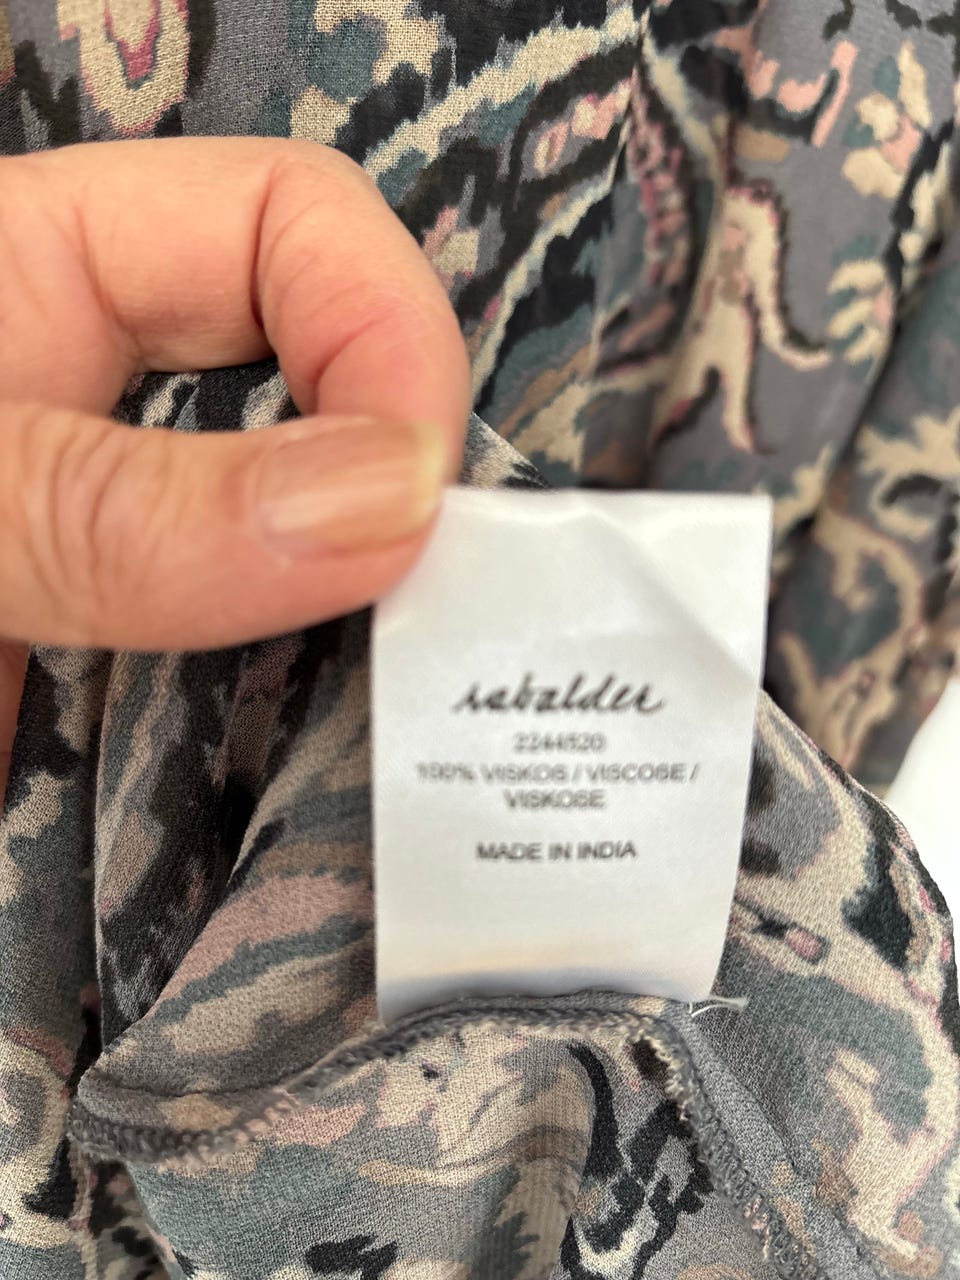 rabalder
2244520
100% VISKOS / VISCOSE /
VISKOSE
MADE IN INDIA